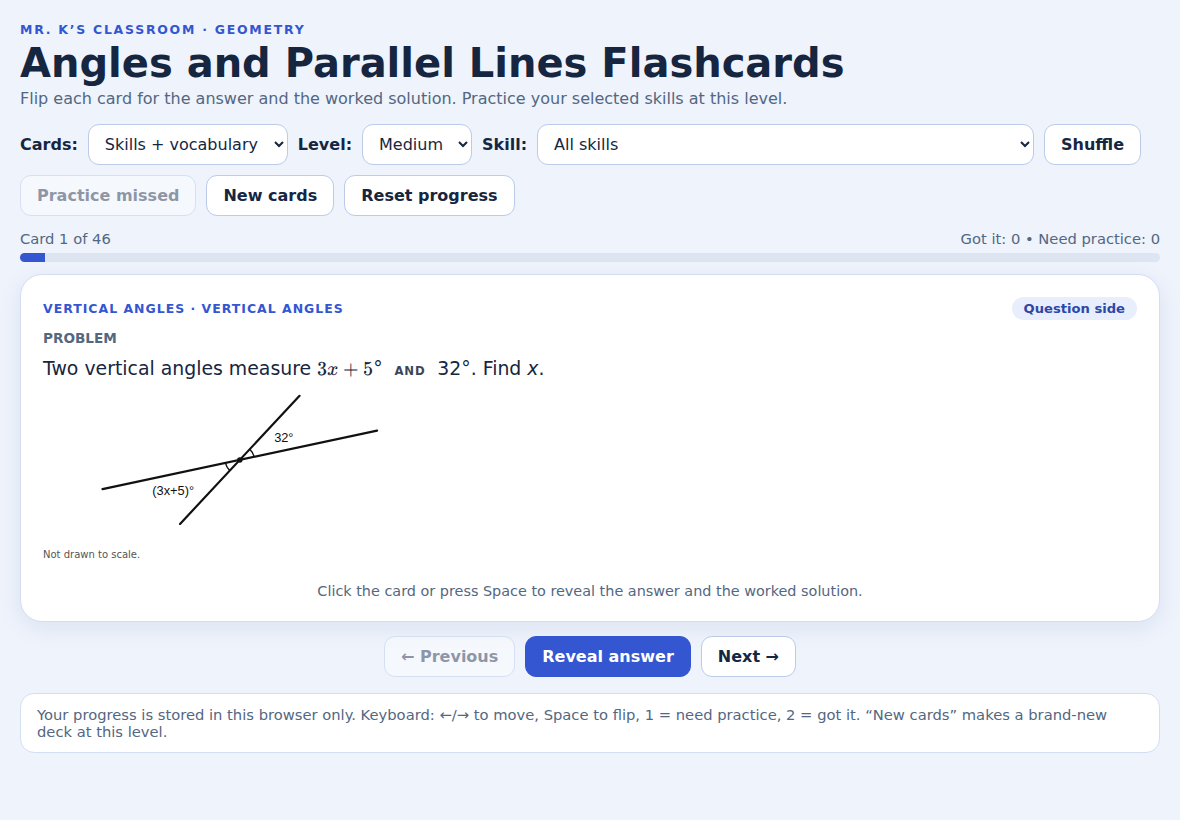 MR. K’S CLASSROOM · GEOMETRY
Angles and Parallel Lines Flashcards
Flip each card for the answer and the worked solution. Practice your selected skills at this level.
Cards: Skills + vocabulary Level: Medium Skill: All skills Shuffle
Practice missed New cards Reset progress
Card 1 of 46 Got it: 0 • Need practice: 0
VERTICAL ANGLES · VERTICAL ANGLES Question side
PROBLEM
Two vertical angles measure 3x + 5° AND 32°. Find x.
32°
(3x+5)°
Not drawn to scale.
Click the card or press Space to reveal the answer and the worked solution.
← Previous Reveal answer Next →
Your progress is stored in this browser only. Keyboard: ←/→ to move, Space to flip, 1 = need practice, 2 = got it. “New cards” makes a brand-new
deck at this level.